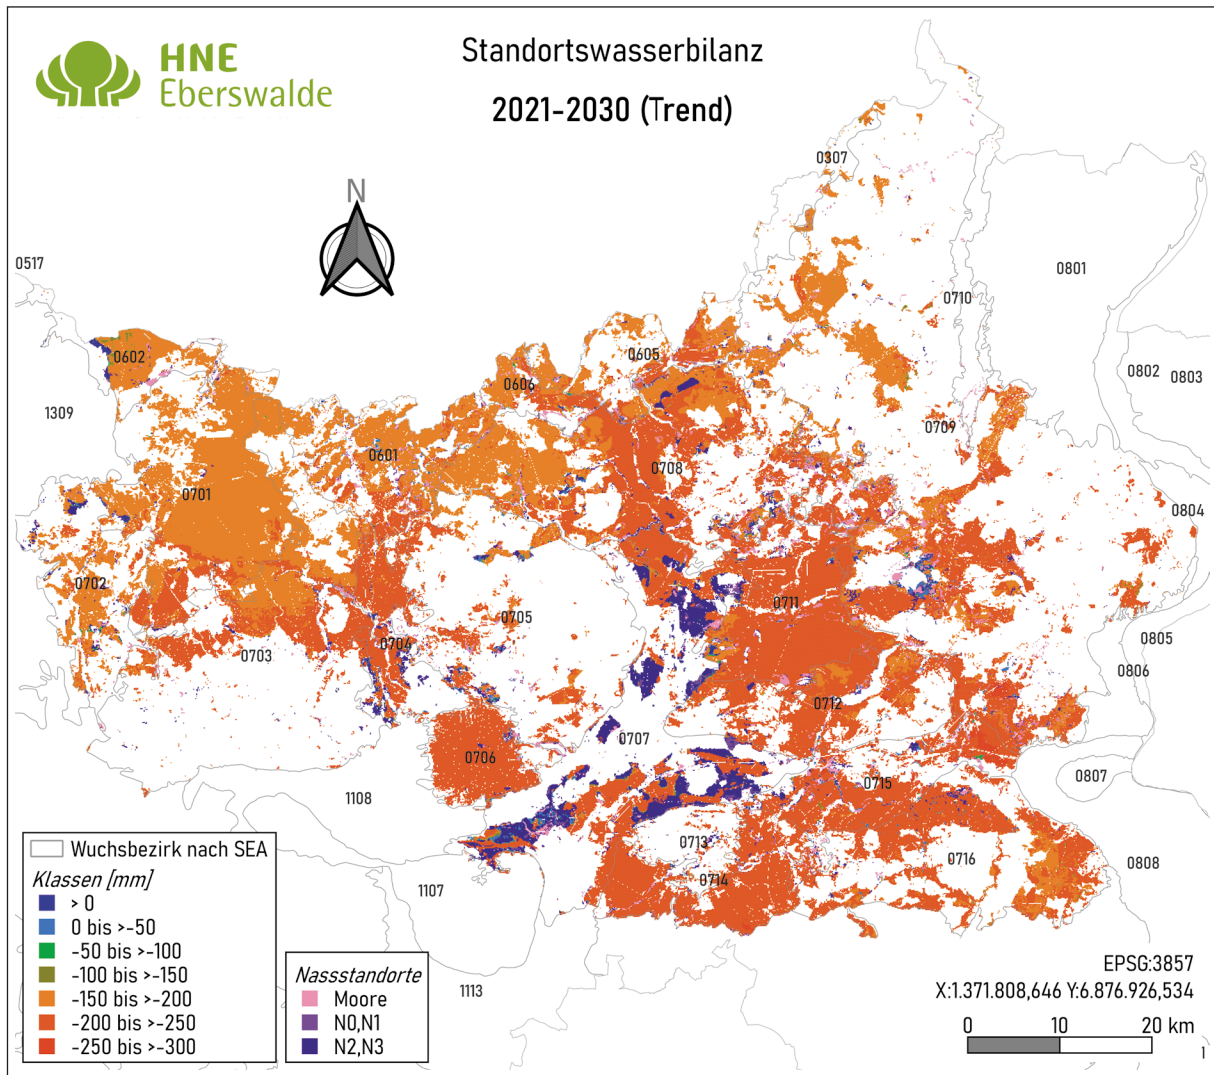 HNE
Eberswalde
Standortswasserbilanz
2021-2030 (Trend)
N
0307
0517
0801
0710
0602
0605
0802
0803
0606
1309
0709
0601
0708
0701
0804
0702
0711
0705
0805
0704
0703
0806
0712
0707
0706
0807
0715
1108
0713
0716
0808
0714
1107
1113
Wuchsbezirk nach SEA
Klassen [mm]
> 0
0 bis >-50
-50 bis >-100
-100 bis >-150
-150 bis >-200
-200 bis >-250
-250 bis >-300
Nassstandorte
Moore
N0,N1
N2,N3
EPSG:3857
X:1.371.808,646 Y:6.876.926,534
0 10 20 km
1